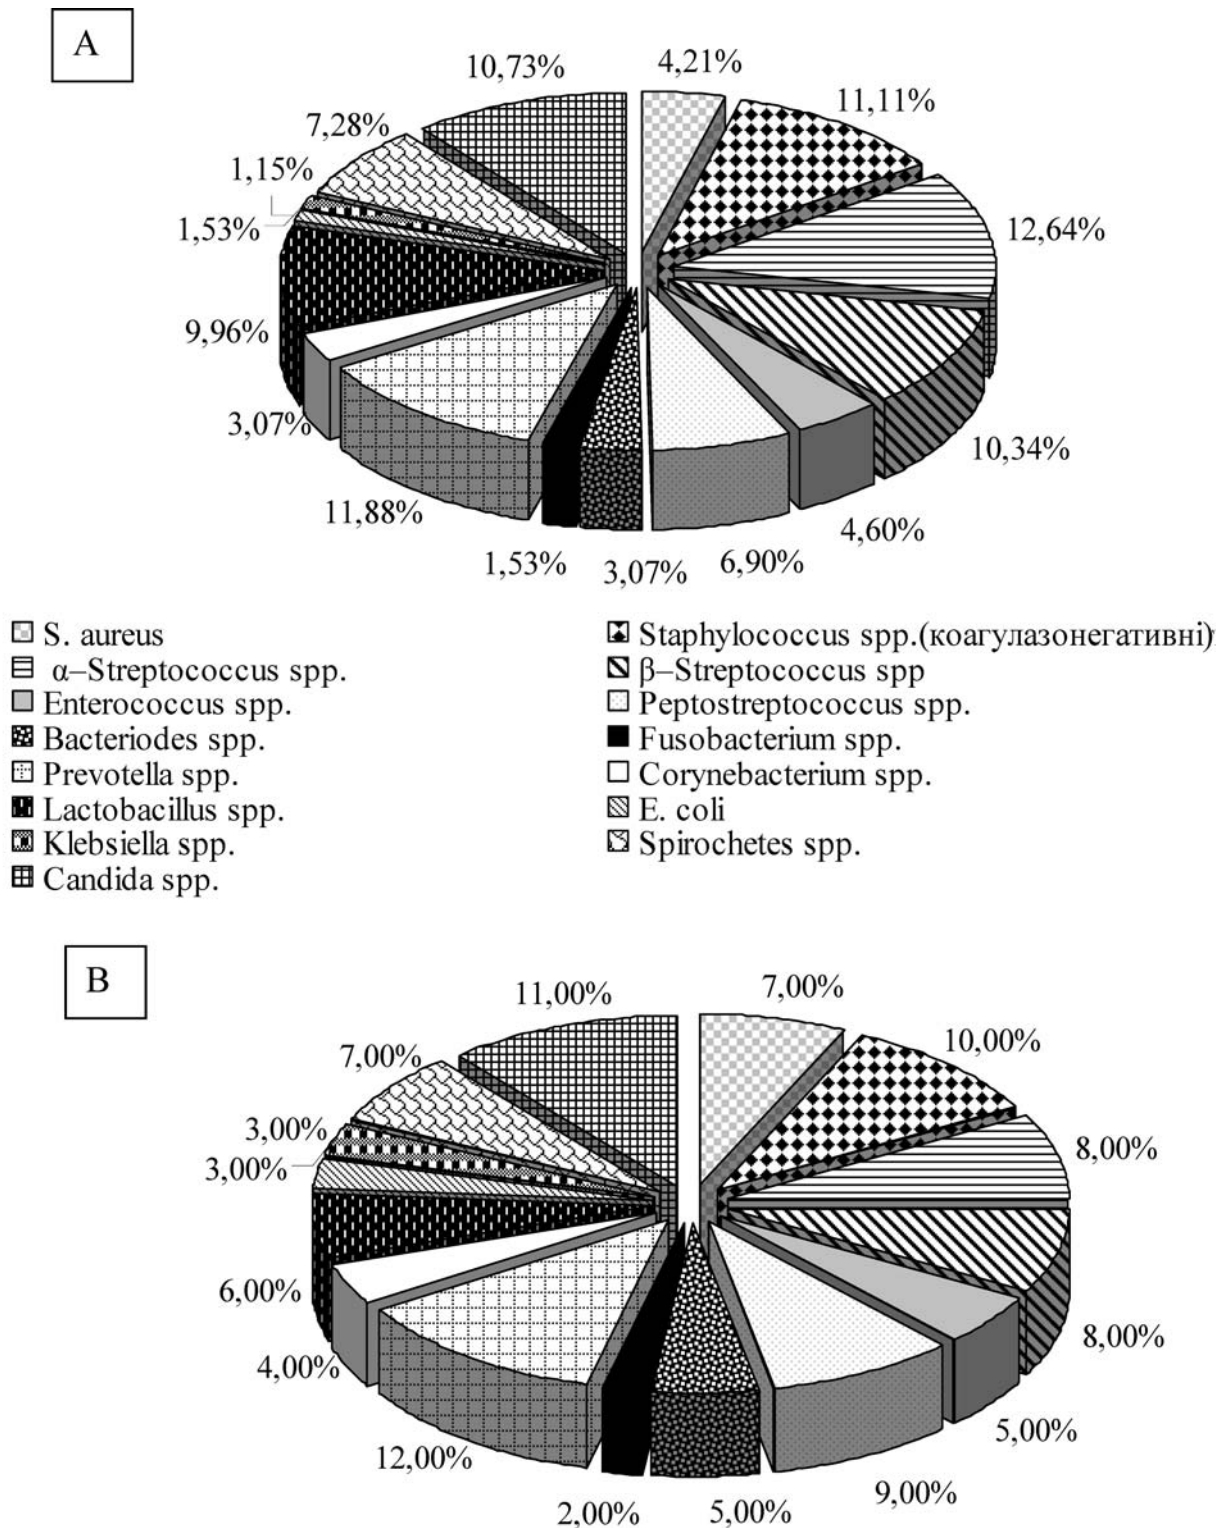 A
10,73%
4,21%
11,11%
7,28%
1,15%
1,53%
12,64%
9,96%
3,07%
10,34%
11,88%
4,60%
1,53%
3,07%
6,90%
S. aureus
Staphylococcus spp.(коагулазонегативні)
α–Streptococcus spp.
β–Streptococcus spp
Enterococcus spp.
Peptostreptococcus spp.
Bacteriodes spp.
Fusobacterium spp.
Prevotella spp.
Corynebacterium spp.
Lactobacillus spp.
E. coli
Klebsiella spp.
Spirochetes spp.
Candida spp.
B
11,00%
7,00%
10,00%
7,00%
3,00%
3,00%
8,00%
6,00%
8,00%
4,00%
5,00%
12,00%
9,00%
2,00%
5,00%